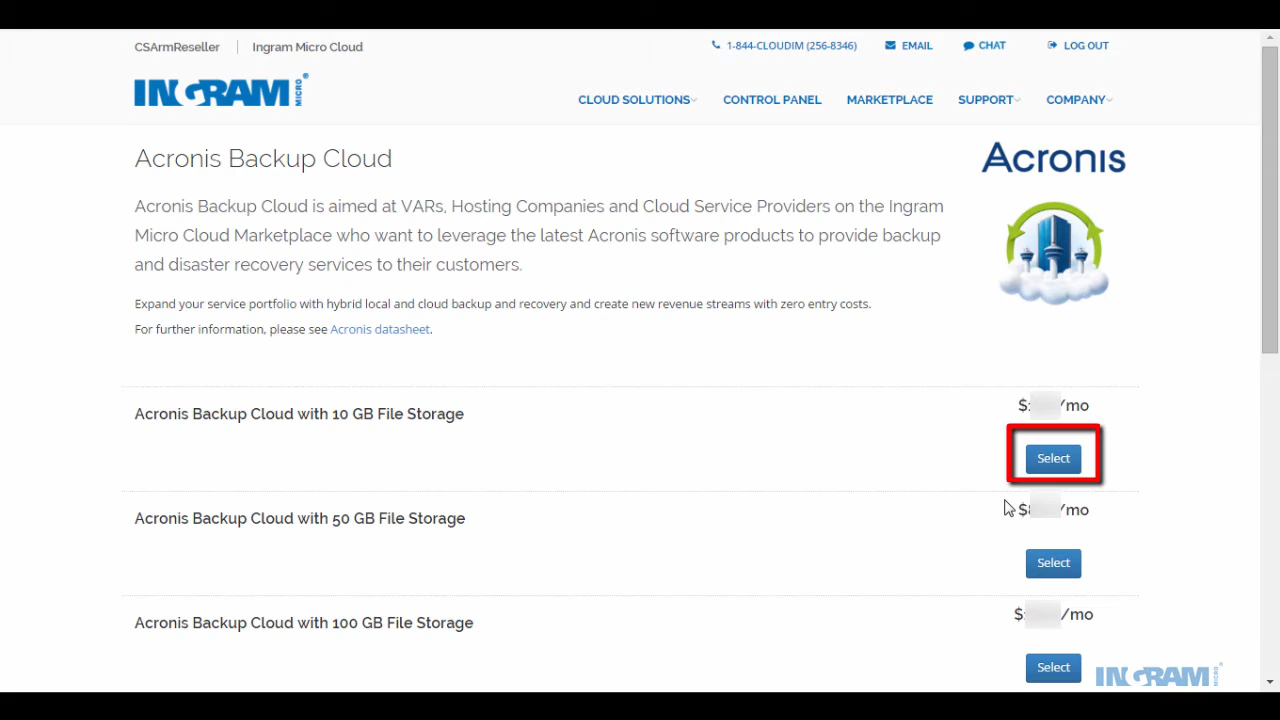 CSArmReseller Ingram Micro Cloud 1-844-CLOUDIM (256-8346) EMAIL CHAT LOG OUT
INGRAM MICRO®
CLOUD SOLUTIONS CONTROL PANEL MARKETPLACE SUPPORT COMPANY
Acronis Backup Cloud
Acronis
Acronis Backup Cloud is aimed at VARs, Hosting Companies and Cloud Service Providers on the Ingram
Micro Cloud Marketplace who want to leverage the latest Acronis software products to provide backup
and disaster recovery services to their customers.
Expand your service portfolio with hybrid local and cloud backup and recovery and create new revenue streams with zero entry costs.
For further information, please see Acronis datasheet.
Acronis Backup Cloud with 10 GB File Storage
$ /mo
Select
Acronis Backup Cloud with 50 GB File Storage
$ /mo
Select
Acronis Backup Cloud with 100 GB File Storage
$ /mo
Select
INGRAM MICRO®